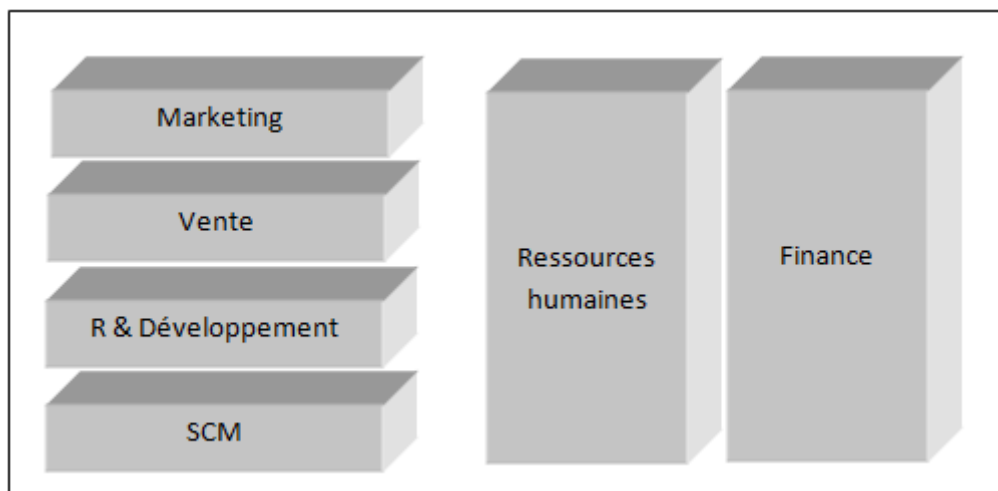 Marketing
Vente
R & Développement
SCM
Ressources
humaines
Finance